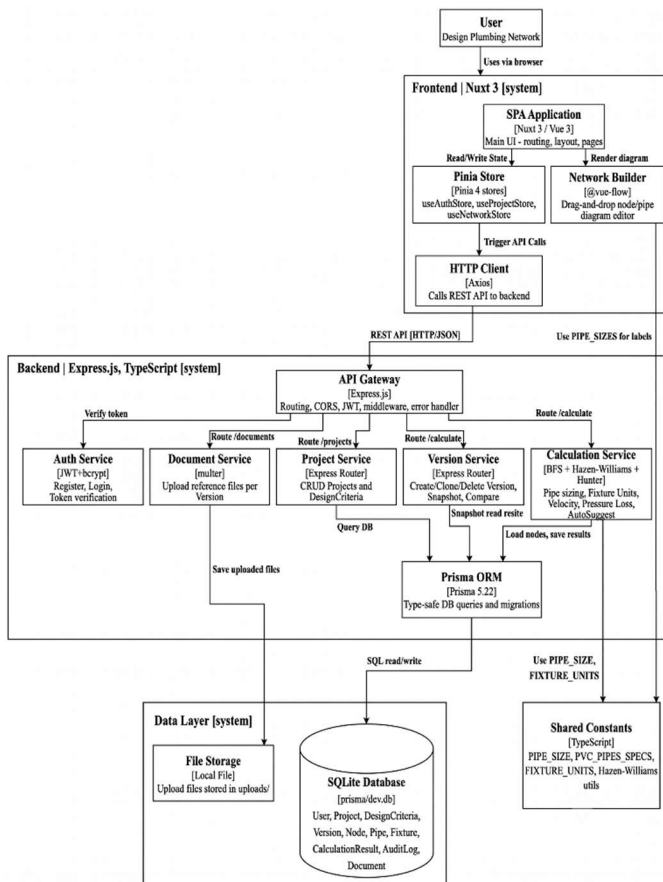 User
Design Plumbing Network
Uses via browser
Frontend | Nuxt 3 [system]
SPA Application
[Nuxt 3 / Vue 3]
Main UI - routing, layout, pages
Read/Write State
Render diagram
Pinia Store
[Pinia 4 stores]
useAuthStore, useProjectStore,
useNetworkStore
Network Builder
[@vue-flow]
Drag-and-drop node/pipe
diagram editor
Trigger API Calls
HTTP Client
[Axios]
Calls REST API to backend
REST API [HTTP/JSON]
Use PIPE_SIZES for labels
Backend | Express.js, TypeScript [system]
API Gateway
[Express.js]
Routing, CORS, JWT, middleware, error handler
Verify token
Route /documents
Route /projects
Route /calculate
Route /calculate
Auth Service
[JWT+bcrypt]
Register, Login,
Token verification
Document Service
[multer]
Upload reference files per
Version
Project Service
[Express Router]
CRUD Projects and
DesignCriteria
Version Service
[Express Router]
Create/Clone/Delete Version,
Snapshot, Compare
Calculation Service
[BFS + Hazen-Williams +
Hunter]
Pipe sizing, Fixture Units,
Velocity, Pressure Loss,
AutoSuggest
Query DB
Snapshot read resite
Load nodes, save results
Save uploaded files
Prisma ORM
[Prisma 5.22]
Type-safe DB queries and migrations
SQL read/write
Use PIPE_SIZE,
FIXTURE_UNITS
Data Layer [system]
File Storage
[Local File]
Upload files stored in uploads/
SQLite Database
[prisma/dev.db]
User, Project, DesignCriteria,
Version, Node, Pipe, Fixture,
CalculationResult, AuditLog,
Document
Shared Constants
[TypeScript]
PIPE_SIZE, PVC_PIPES_SPECS,
FIXTURE_UNITS, Hazen-Williams
utils